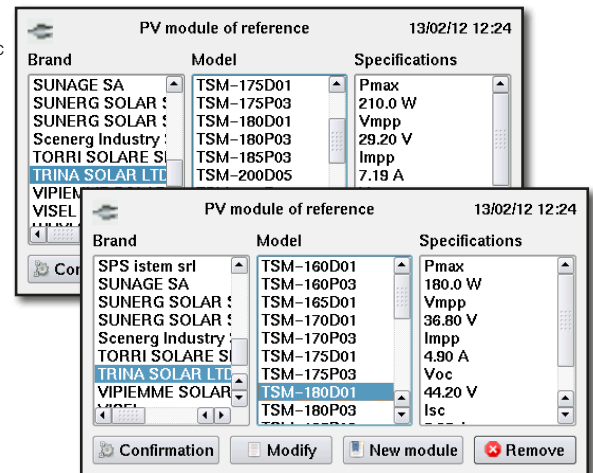 c
PV module of reference 13/02/12 12:24
Brand Model Specifications
SUNAGE SA TSM-175D01 Pmax
SUNERG SOLAR TSM-175P03 210.0 W
SUNERG SOLAR TSM-180D01 Vmpp
Scenerg Industry TSM-180P03 29.20 V
TORRI SOLARE TSM-185P03 Impp
TRINA SOLAR LTD TSM-200D05 7.19 A
VISEL
PV module of reference 13/02/12 12:24
Brand Model Specifications
SPS istem srl TSM-160D01 Pmax
SUNAGE SA TSM-160P03 180.0 W
SUNERG SOLAR TSM-165D01 Vmpp
SUNERG SOLAR TSM-170D01 36.80 V
Scenerg Industry TSM-170P03 Impp
TORRI SOLARE TSM-175D01 4.90 A
TRINA SOLAR LTD TSM-175P03 Voc
VIPIEMME SOLAR TSM-180D01 44.20 V
TSM-180P03 Isc
Confirmation Modify New module Remove